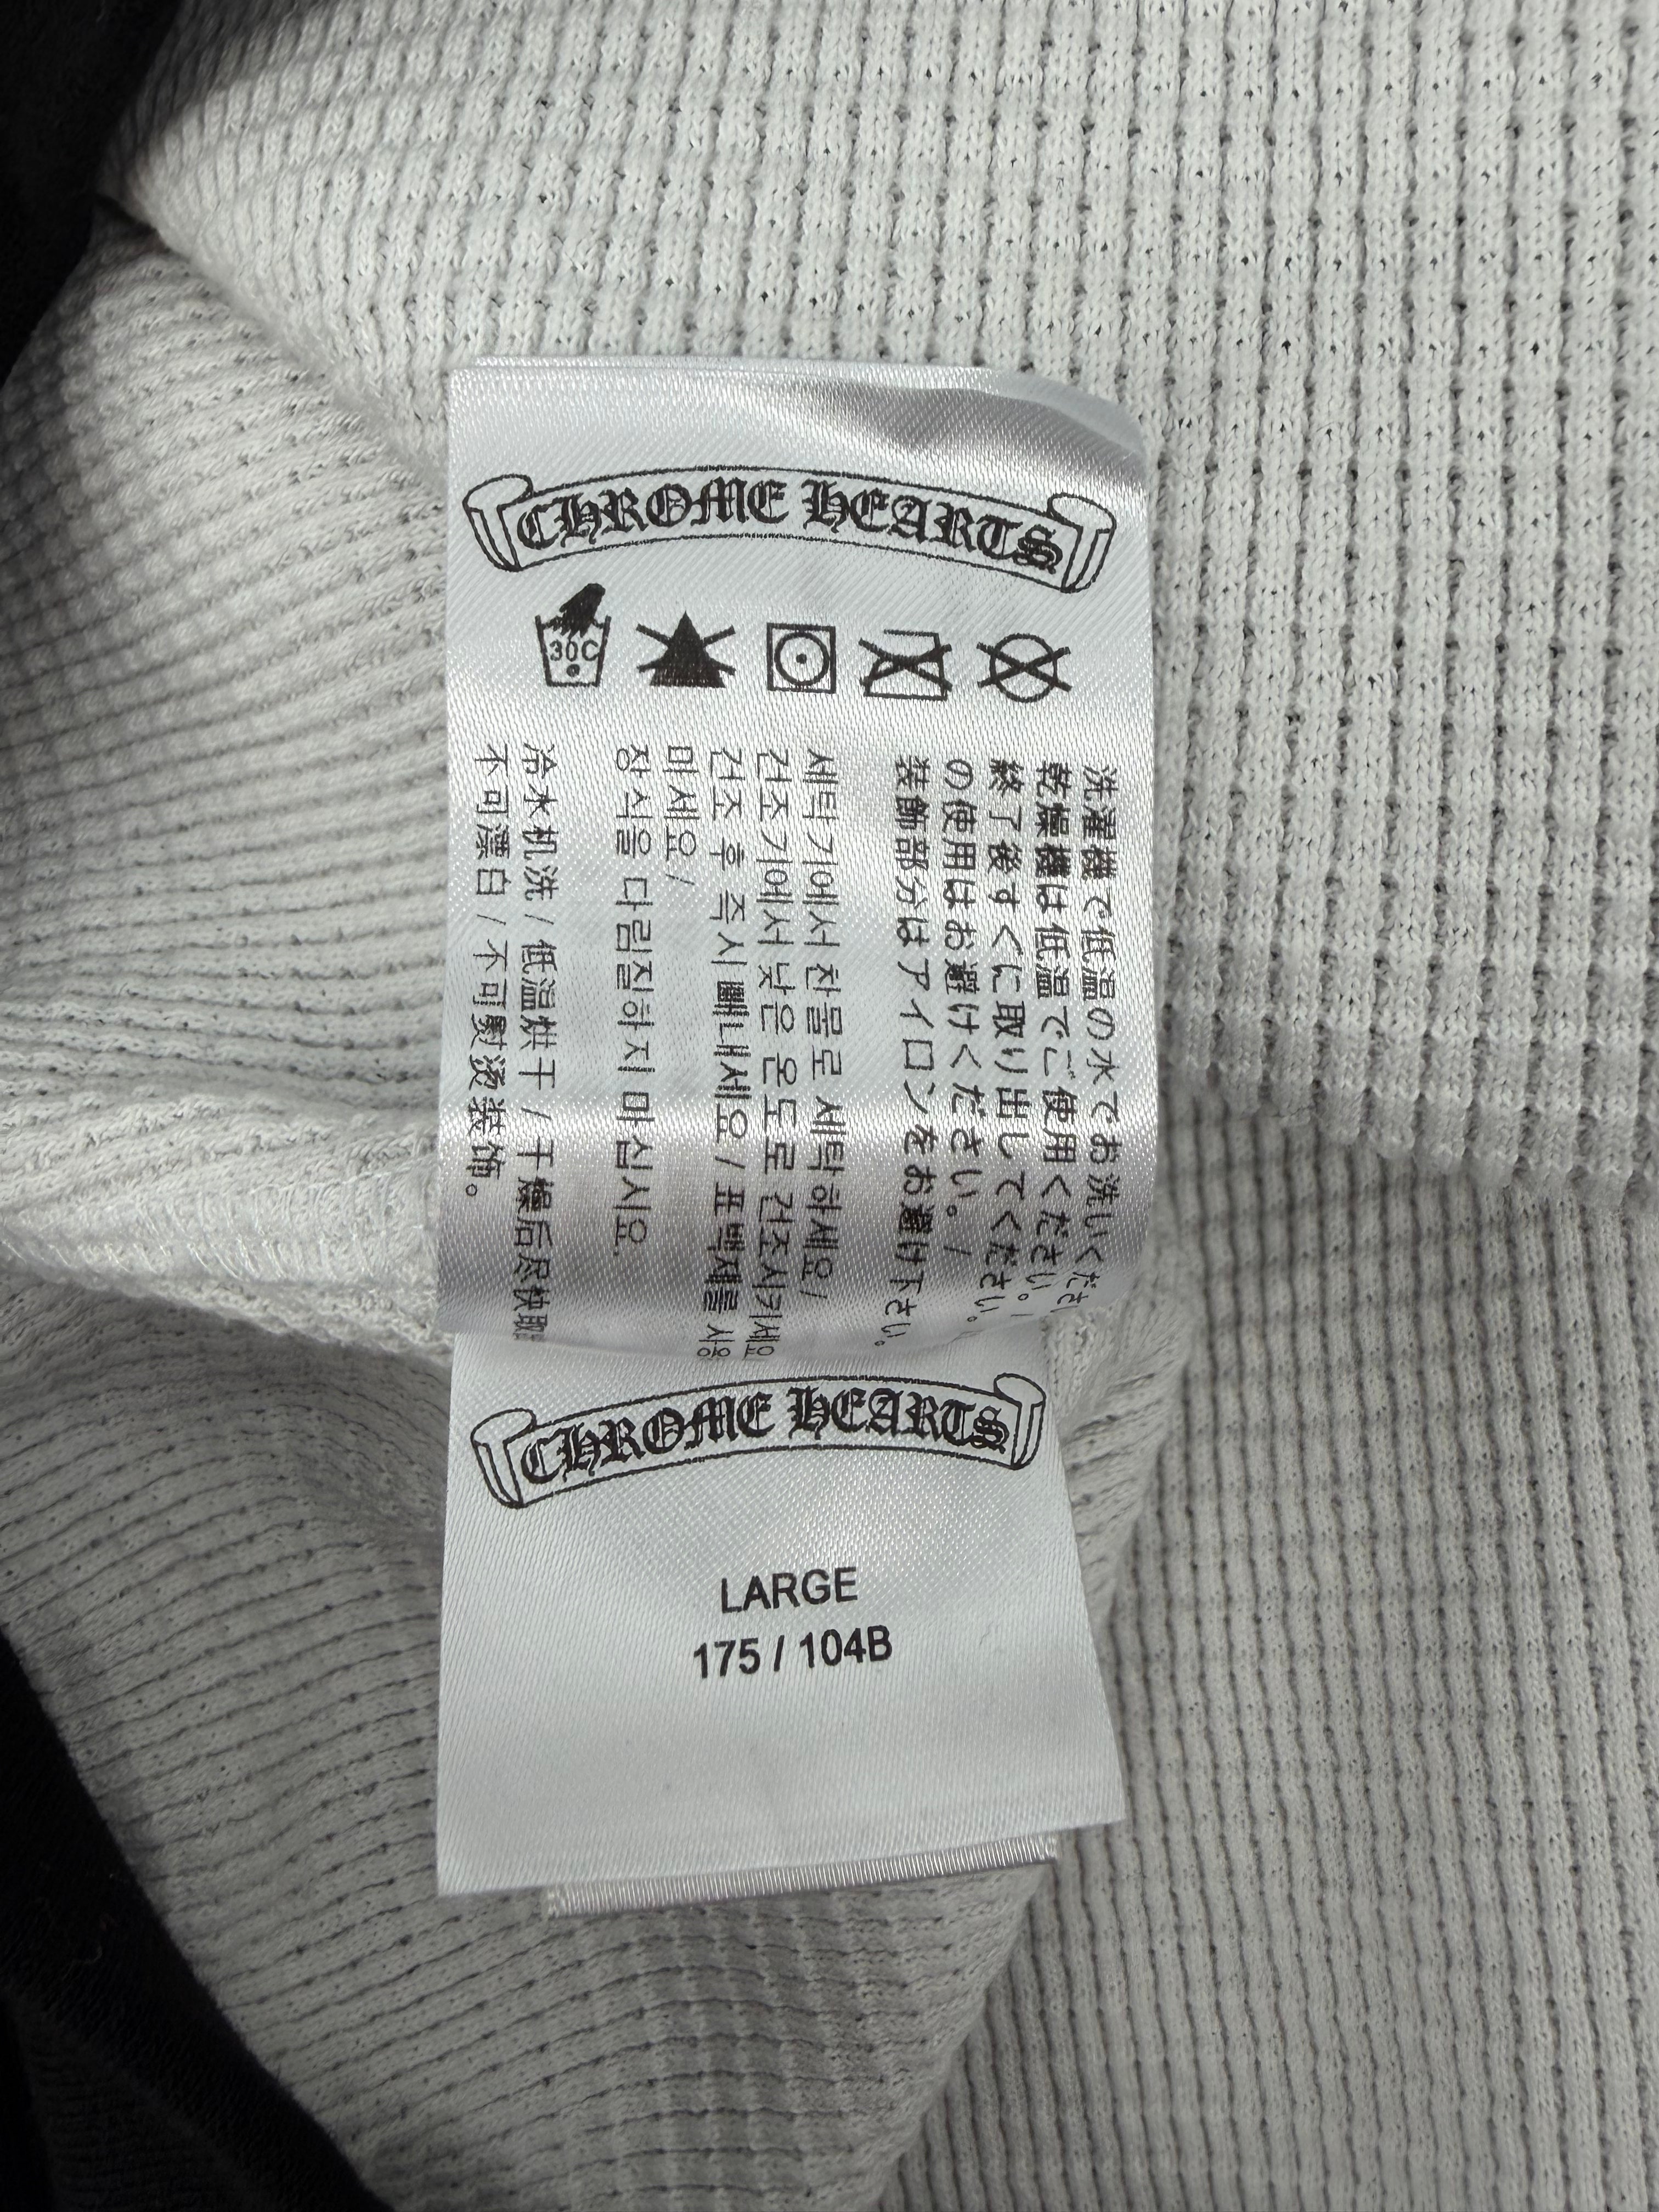 CHROME HEARTS
30C
洗濯機で低温の水でお洗いくださ
乾燥機は低温でご使用ください。/
終了後すぐに取り出してください。
の使用はお避けください。/
装飾部分はアイロンをお避け下さい。
세탁기에서 찬물로 세탁하세요/
건조기에서 낮은 온도로 건조시키세요
건조 후 즉시 빼내세요 / 표백제를 사용
마세요/
장식을 다림질하지 마십시요.
冷水机洗 / 低温烘干 / 干燥后尽快取
不可漂白 / 不可熨烫装饰。
CHROME HEARTS
LARGE
175 / 104B